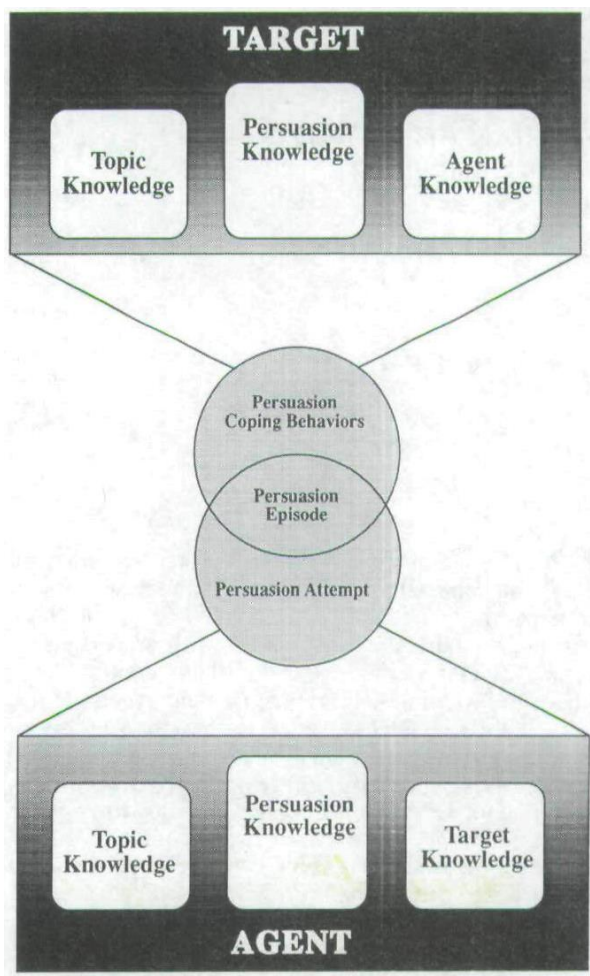 TARGET
Topic
Knowledge
Persuasion
Knowledge
Agent
Knowledge
Persuasion
Coping Behaviors
Persuasion
Episode
Persuasion Attempt
Topic
Knowledge
Persuasion
Knowledge
Target
Knowledge
AGENT